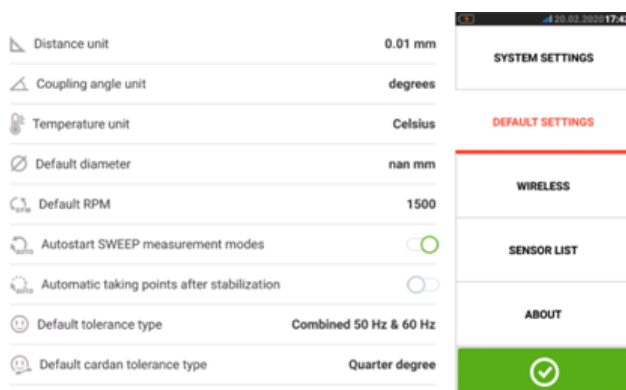 20.02.2020 17:42
Distance unit 0.01 mm
Coupling angle unit degrees
Temperature unit Celsius
Default diameter nan mm
Default RPM 1500
Autostart SWEEP measurement modes
Automatic taking points after stabilization
Default tolerance type Combined 50 Hz & 60 Hz
Default cardan tolerance type Quarter degree
SYSTEM SETTINGS
DEFAULT SETTINGS
WIRELESS
SENSOR LIST
ABOUT